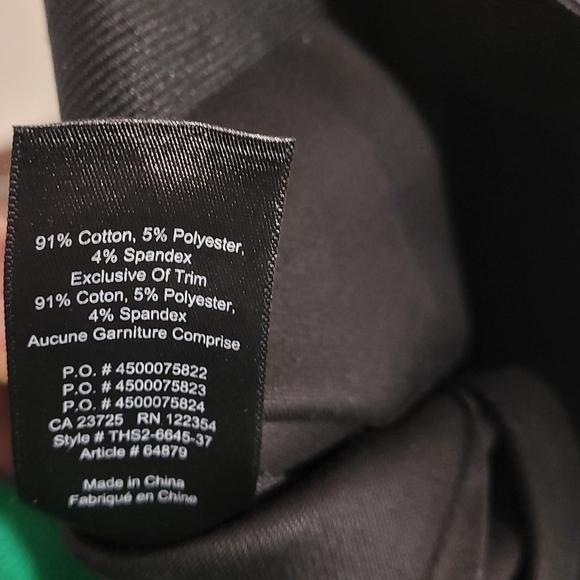 91% Cotton, 5% Polyester,
4% Spandex
Exclusive Of Trim
91% Coton, 5% Polyester,
4% Spandex
Aucune Garniture Comprise
P.O. # 4500075822
P.O. # 4500075823
P.O. # 4500075824
CA 23725 RN 122354
Style # THS2-6645-37
Article # 64879
Made in China
Fabriqué en Chine